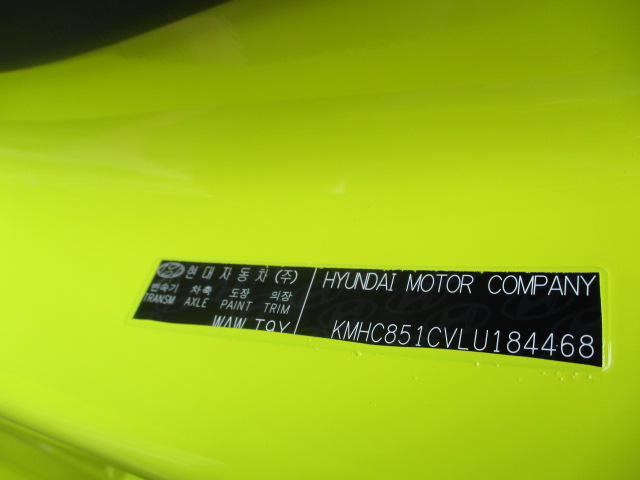 현대자동차(주)
변속기 차축 도장 의장
TRANSM AXLE PAINT TRIM
WAW T9Y
HYUNDAI MOTOR COMPANY
KMHC851CVLU184468